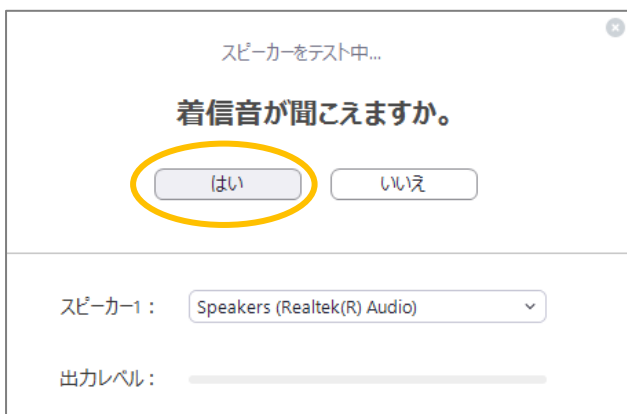 スピーカーをテスト中...
着信音が聞こえますか。
はい いいえ
スピーカー1： Speakers (Realtek(R) Audio)
出力レベル：